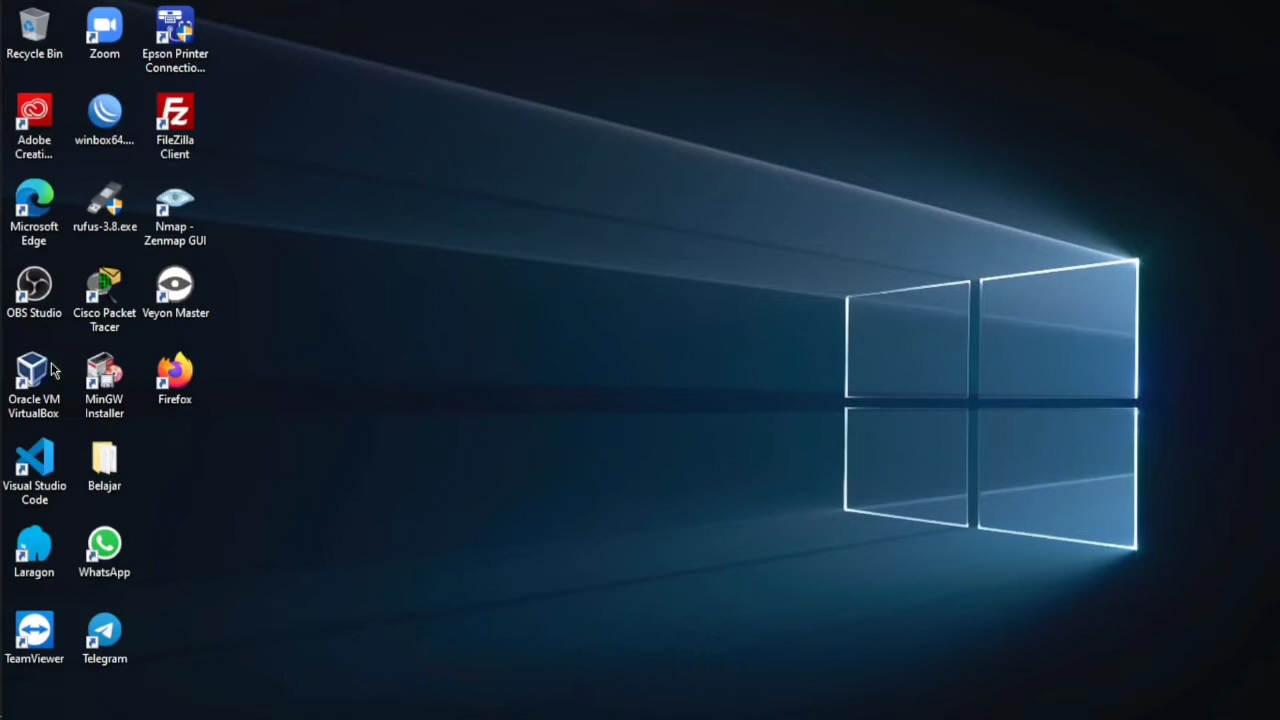 Recycle Bin
Zoom
Epson Printer
Connectio...
Adobe
Creati...
winbox64....
FileZilla
Client
Microsoft
Edge
rufus-3.8.exe
Nmap -
Zenmap GUI
OBS Studio
Cisco Packet
Tracer
Veyon Master
Oracle VM
VirtualBox
MinGW
Installer
Firefox
Visual Studio
Code
Belajar
Laragon
WhatsApp
TeamViewer
Telegram